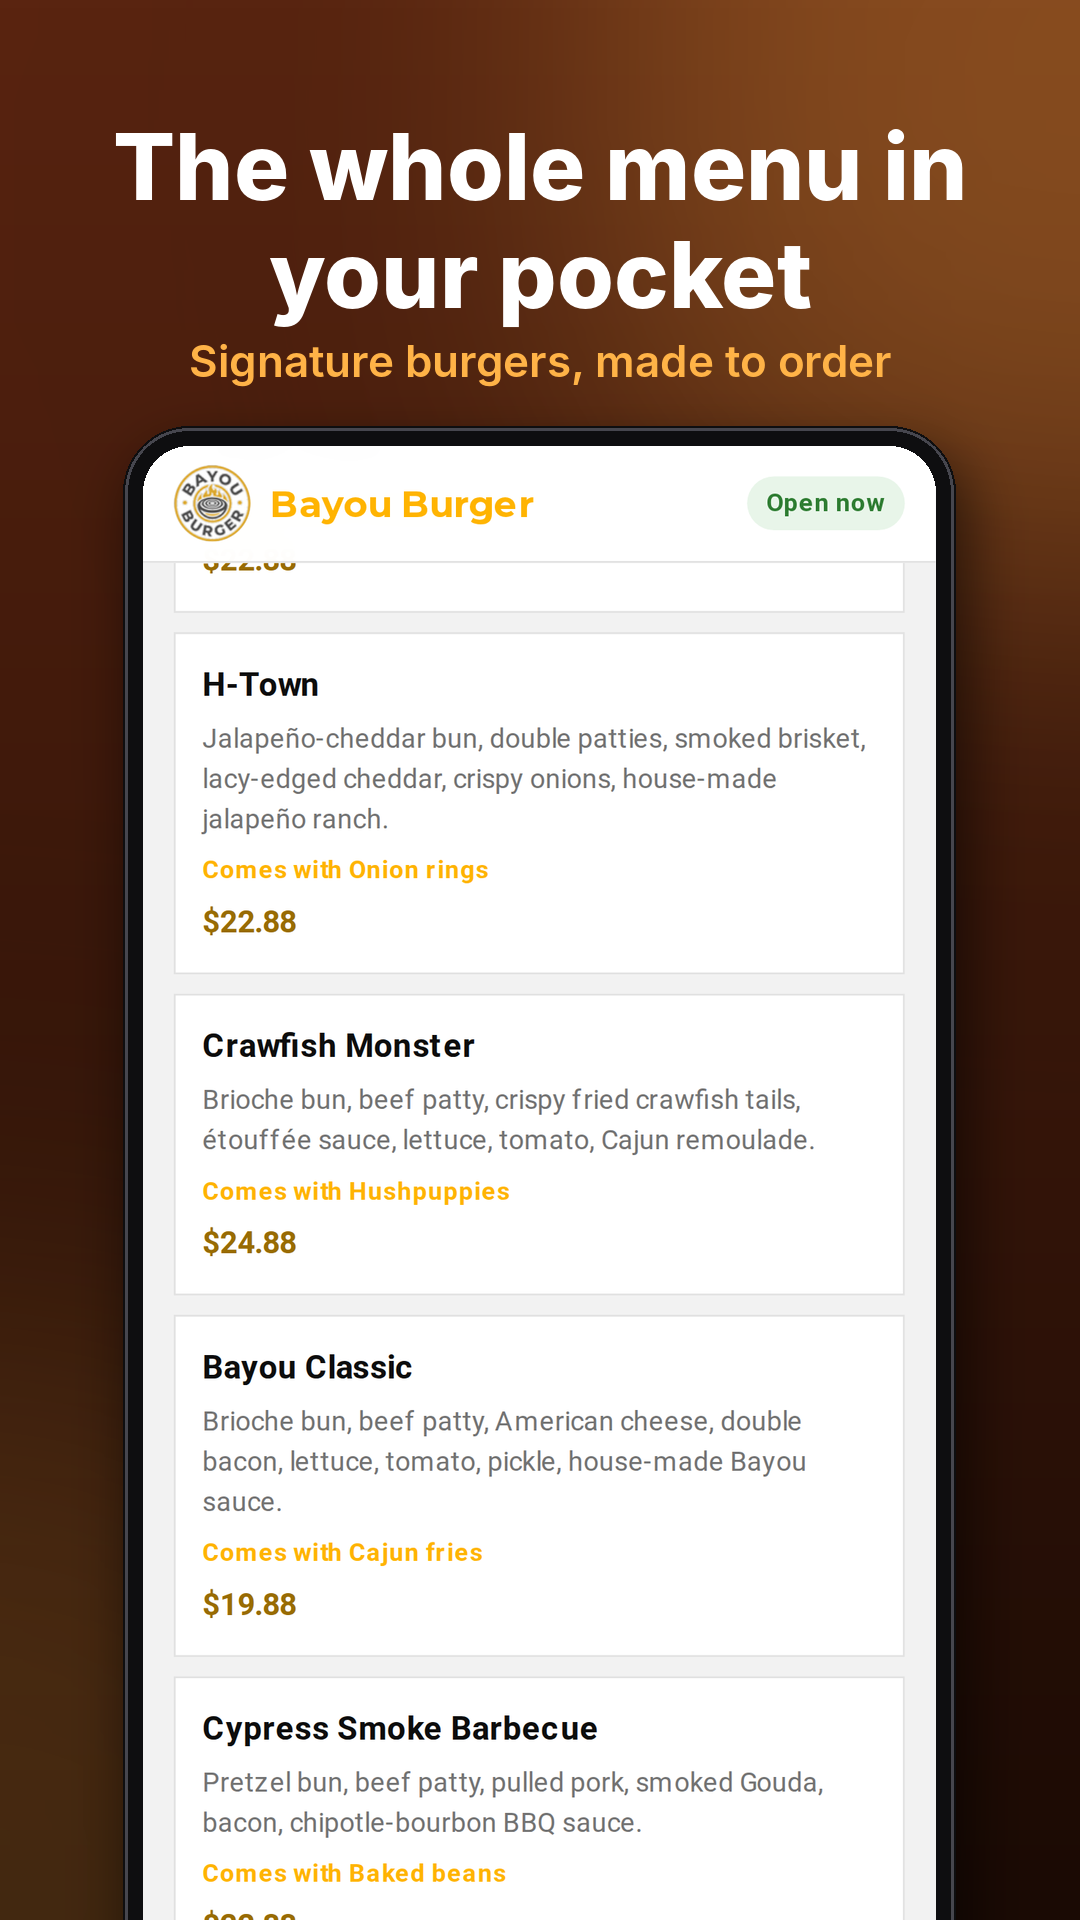 The whole menu in
your pocket
Signature burgers, made to order
BAYOU
BURGER
Bayou Burger
Open now
$22.88
H-Town
Jalapeño-cheddar bun, double patties, smoked brisket,
lacy-edged cheddar, crispy onions, house-made
jalapeño ranch.
Comes with Onion rings
$22.88
Crawfish Monster
Brioche bun, beef patty, crispy fried crawfish tails,
étouffée sauce, lettuce, tomato, Cajun remoulade.
Comes with Hushpuppies
$24.88
Bayou Classic
Brioche bun, beef patty, American cheese, double
bacon, lettuce, tomato, pickle, house-made Bayou
sauce.
Comes with Cajun fries
$19.88
Cypress Smoke Barbecue
Pretzel bun, beef patty, pulled pork, smoked Gouda,
bacon, chipotle-bourbon BBQ sauce.
Comes with Baked beans